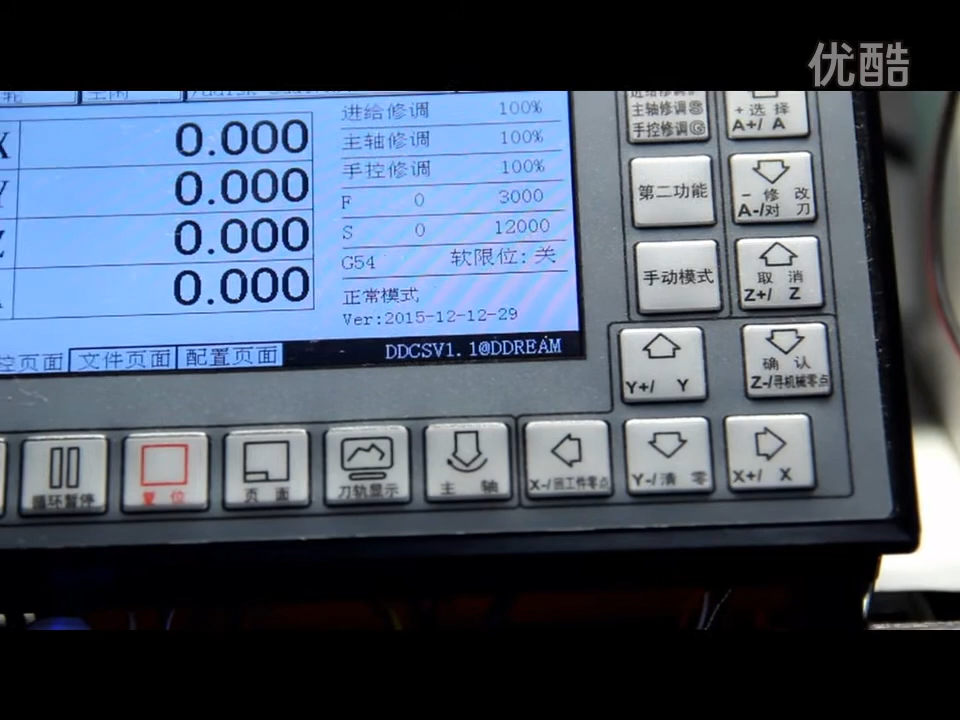 优酷
空闲
X 0.000
Y 0.000
Z 0.000
0.000
进给修调 100%
主轴修调 100%
手控修调 100%
F 0 3000
S 0 12000
G54 软限位: 关
正常模式
Ver:2015-12-12-29
控页面 文件页面 配置页面 DDCSV1.1@DDREAM
进给修调
主轴修调Ⓢ
手控修调Ⓖ
+选择
A+/ A
第二功能
- 修 改
A-/对 刀
手动模式
取 消
Z+/ Z
Y+/ Y
确 认
Z-/寻机械零点
循环暂停
复 位
页 面
刀轨显示
主 轴
X-/回工件零点
Y-/清 零
X+/ X